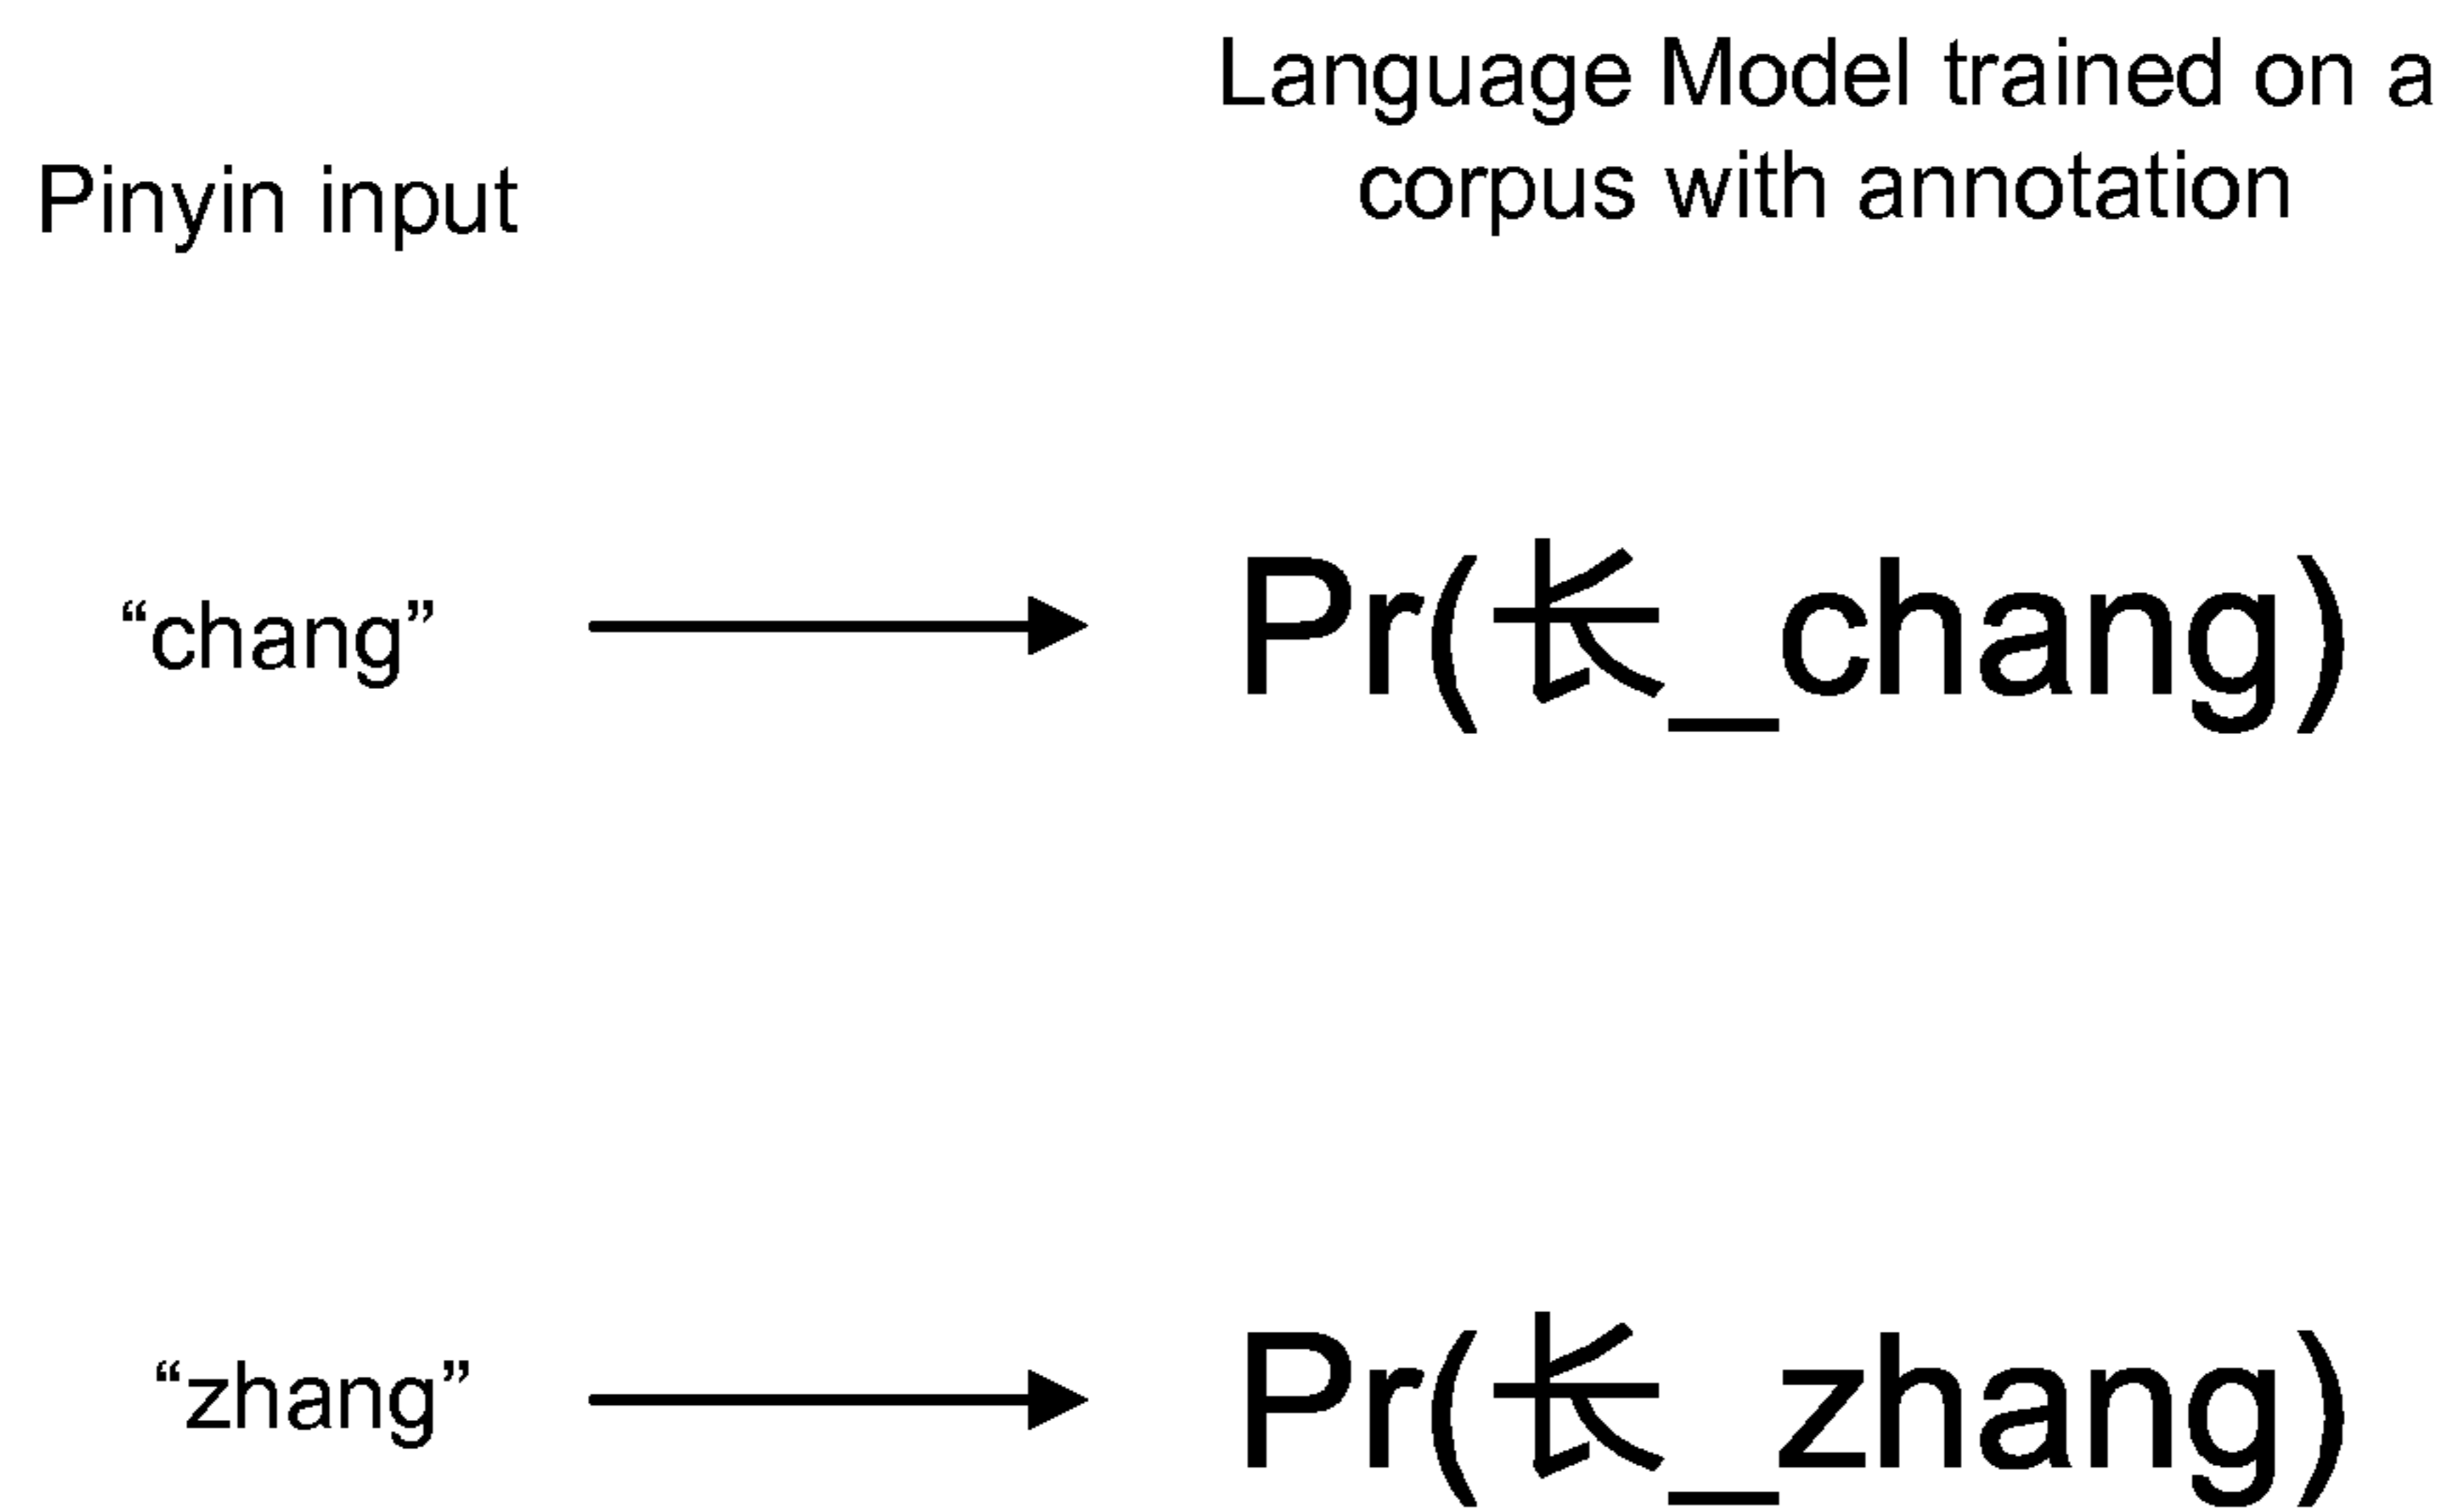 Language Model trained on a
corpus with annotation
Pinyin input
“chang”
Pr(长_chang)
“zhang”
Pr(长_zhang)